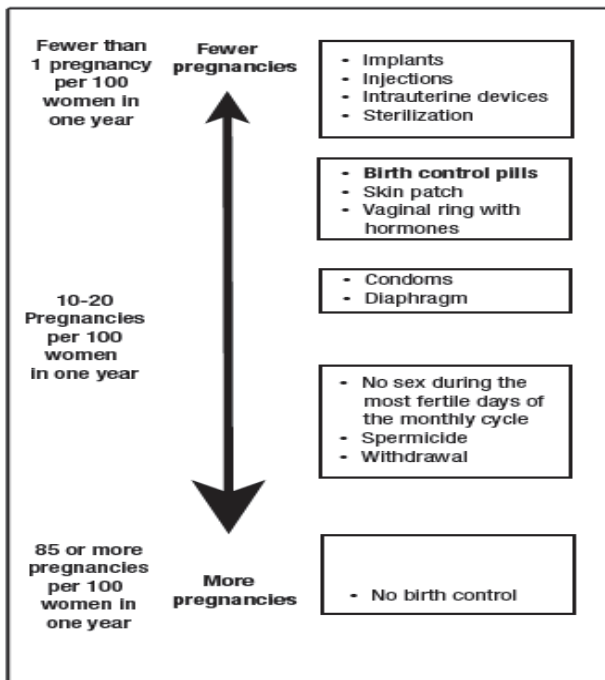 Fewer than
1 pregnancy
per 100
women in
one year
Fewer
pregnancies
• Implants
• Injections
• Intrauterine devices
• Sterilization
• Birth control pills
• Skin patch
• Vaginal ring with
hormones
10-20
Pregnancies
per 100
women
in one year
• Condoms
• Diaphragm
• No sex during the
most fertile days of
the monthly cycle
• Spermicide
• Withdrawal
85 or more
pregnancies
per 100
women in
one year
More
pregnancies
• No birth control